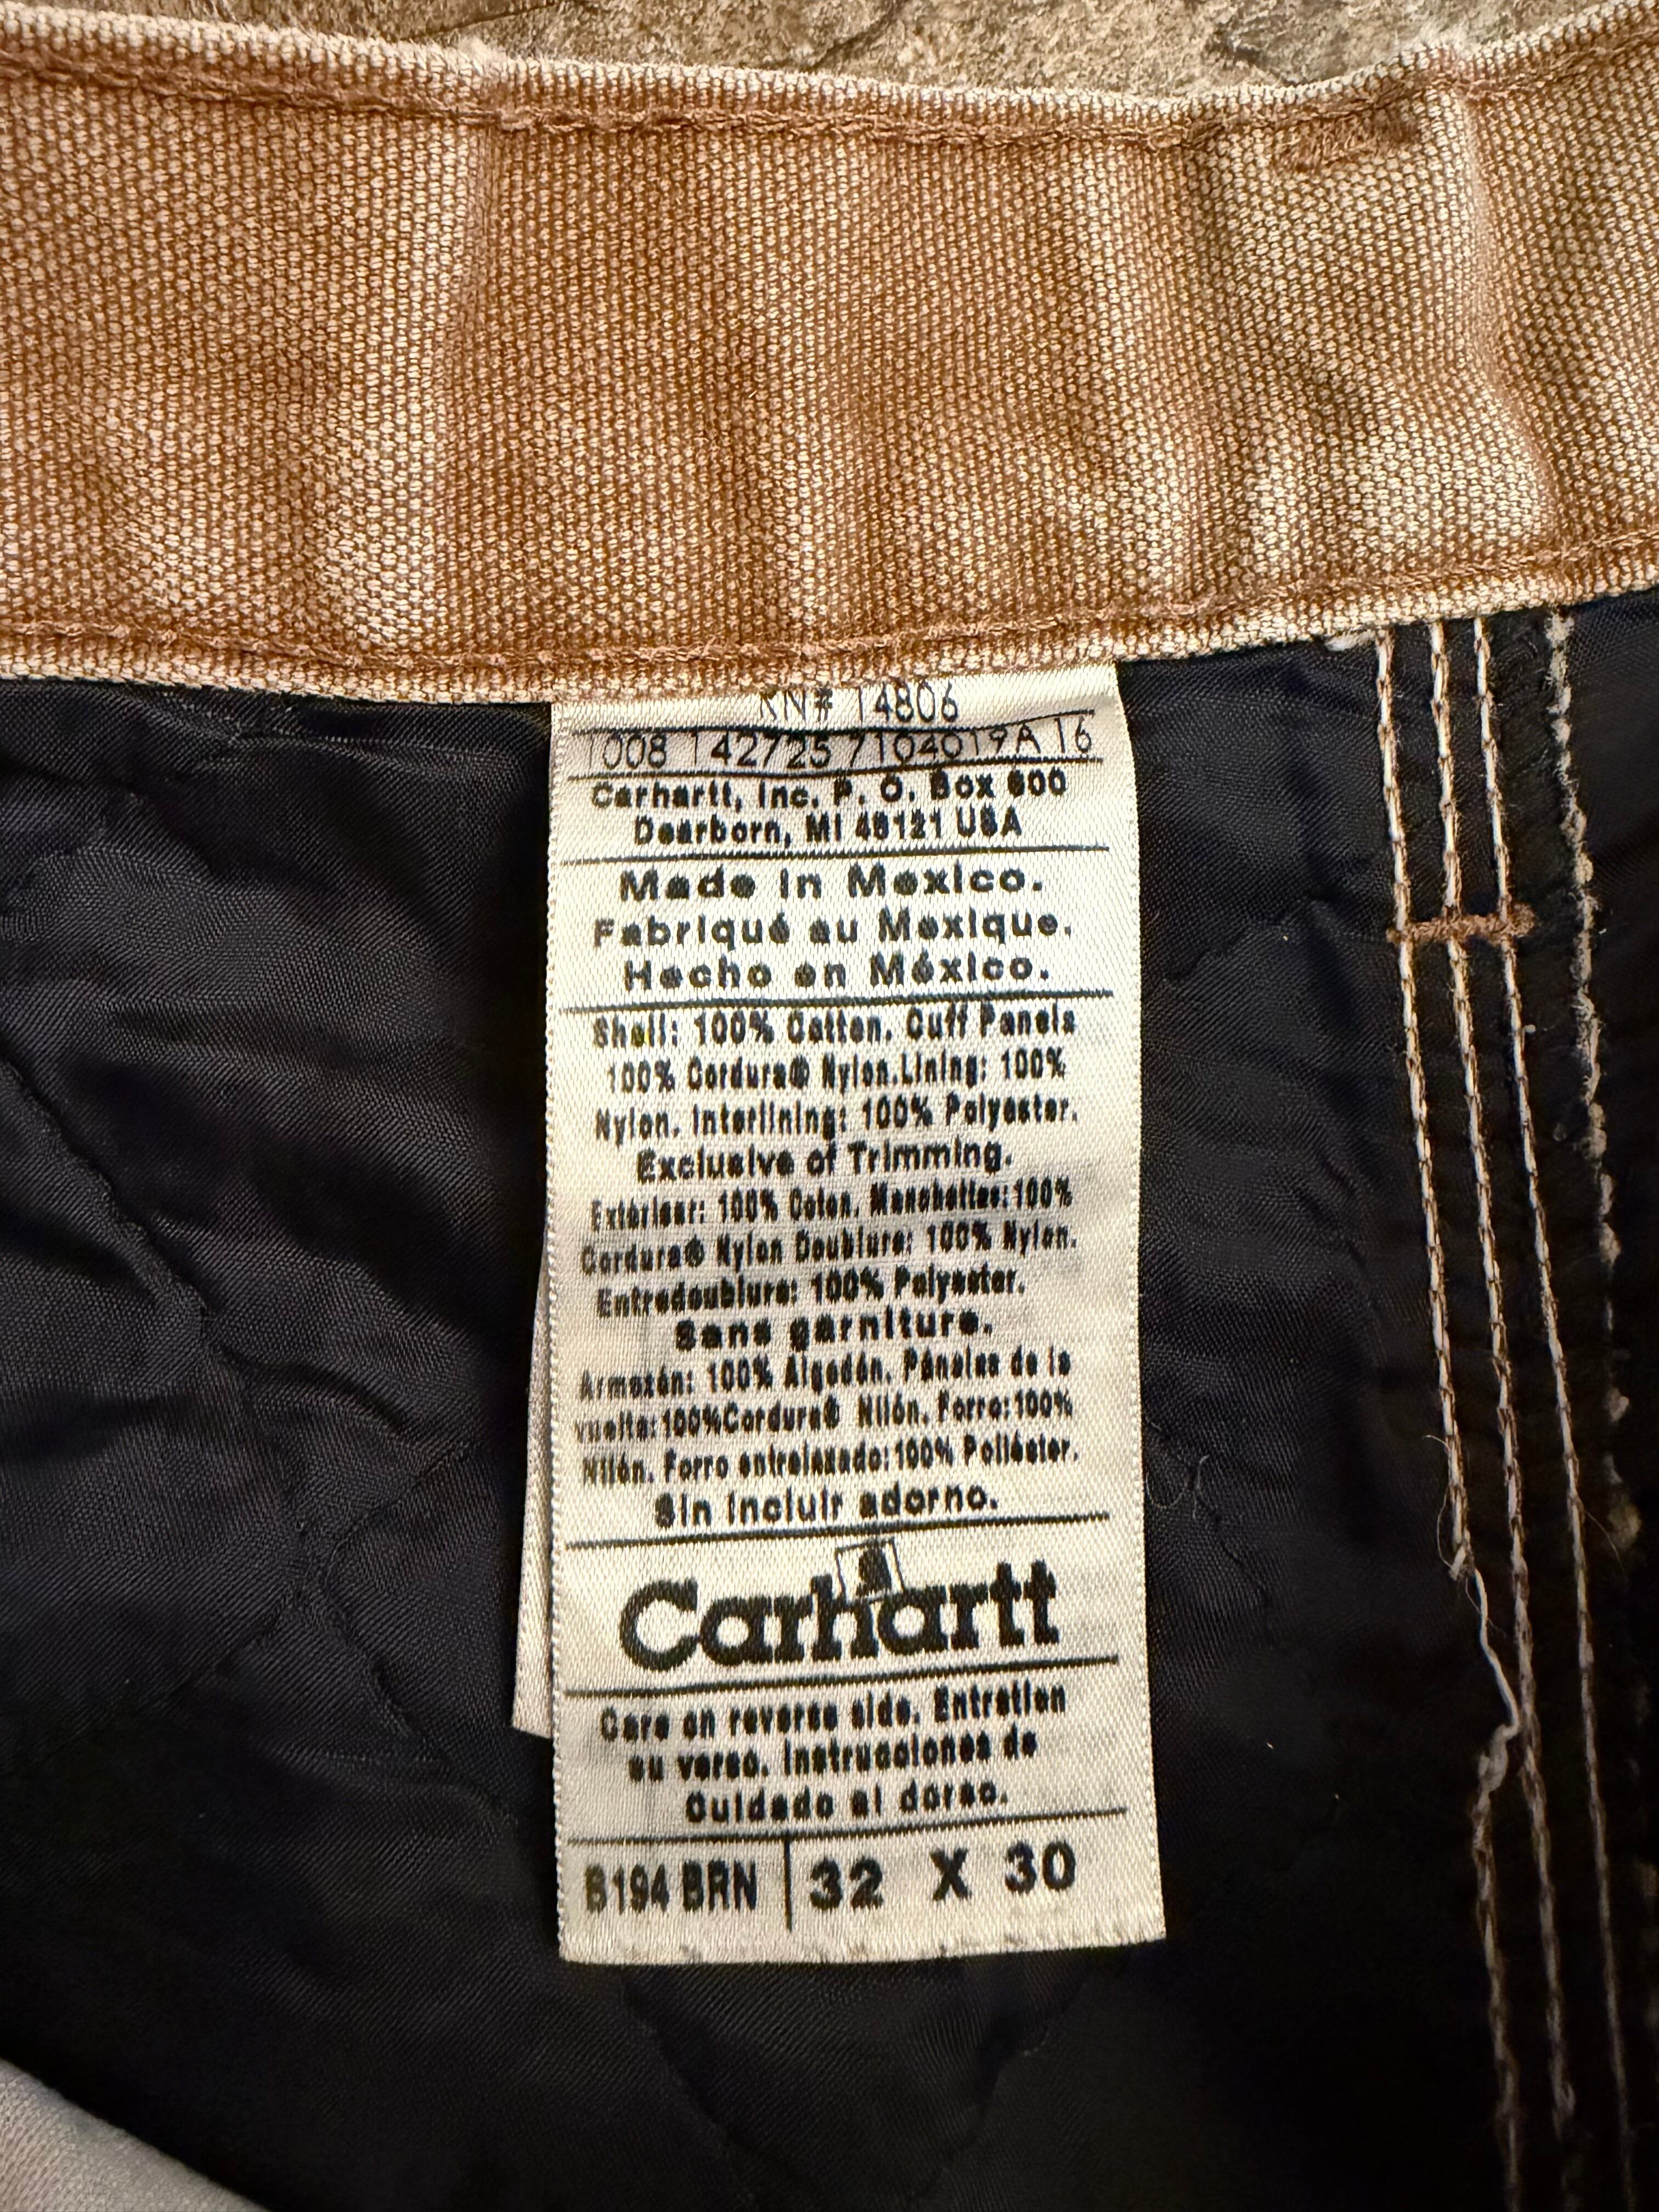 RN# 14806
1008 142725 7104019A 16
Carhartt, Inc. P. O. Box 600
Dearborn, MI 48121 USA
Made in Mexico.
Fabriqué au Mexique.
Hecho en México.
Shell: 100% Cotton. Cuff Panels
100% Cordura® Nylon.Lining: 100%
Nylon. Interlining: 100% Polyester.
Exclusive of Trimming.
Extérieur: 100% Coton. Manchettes:100%
Cordura® Nylon Doublure: 100% Nylon.
Entredoublure: 100% Polyester.
Sans garniture.
Armazón: 100% Algodón. Pánales de la
vuelta:100%Cordura® Nilón. Forro:100%
Nilón. Forro entrelazado:100% Poliéster.
Sin incluir adorno.
Carhartt
Care on reverse side. Entretien
au verso. Instrucciones de
Cuidado al dorso.
B194 BRN 32 X 30